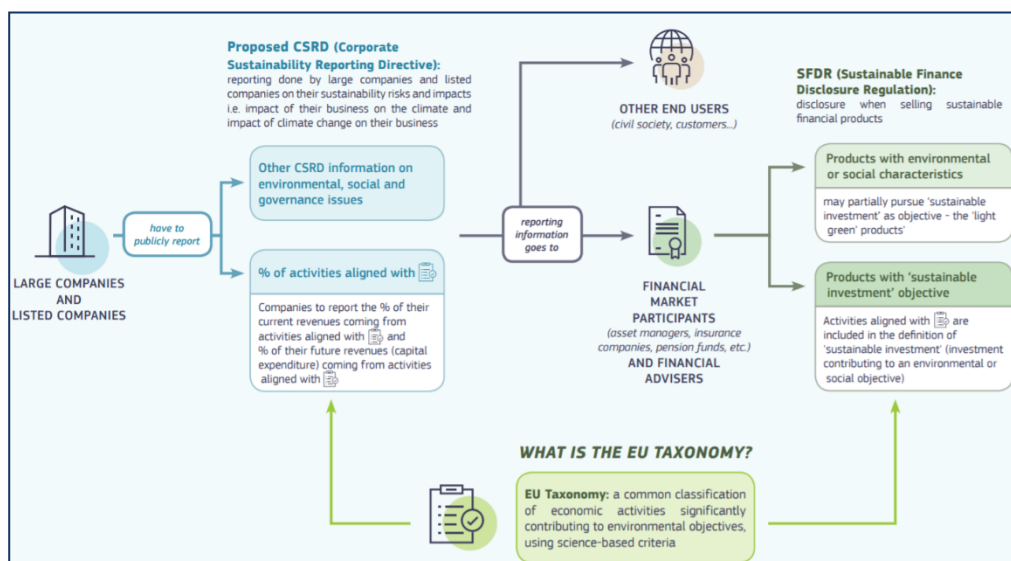 Proposed CSRD (Corporate
Sustainability Reporting Directive):
reporting done by large companies and listed
companies on their sustainability risks and impacts
i.e. impact of their business on the climate and
impact of climate change on their business
Other CSRD information on
environmental, social and
governance issues
have to
publicly report
LARGE COMPANIES
AND
LISTED COMPANIES
% of activities aligned with
Companies to report the % of their
current revenues coming from
activities aligned with and
% of their future revenues (capital
expenditure) coming from activities
aligned with
reporting
information
goes to
OTHER END USERS
(civil society, customers...)
FINANCIAL
MARKET
PARTICIPANTS
(asset managers, insurance
companies, pension funds, etc.)
AND FINANCIAL
ADVISERS
SFDR (Sustainable Finance
Disclosure Regulation):
disclosure when selling sustainable
financial products
Products with environmental
or social characteristics
may partially pursue ‘sustainable
investment’ as objective - the ‘light
green’ products’
Products with ‘sustainable
investment’ objective
Activities aligned with are
included in the definition of
‘sustainable investment’ (investment
contributing to an environmental or
social objective)
WHAT IS THE EU TAXONOMY?
EU Taxonomy: a common classification
of economic activities significantly
contributing to environmental objectives,
using science-based criteria